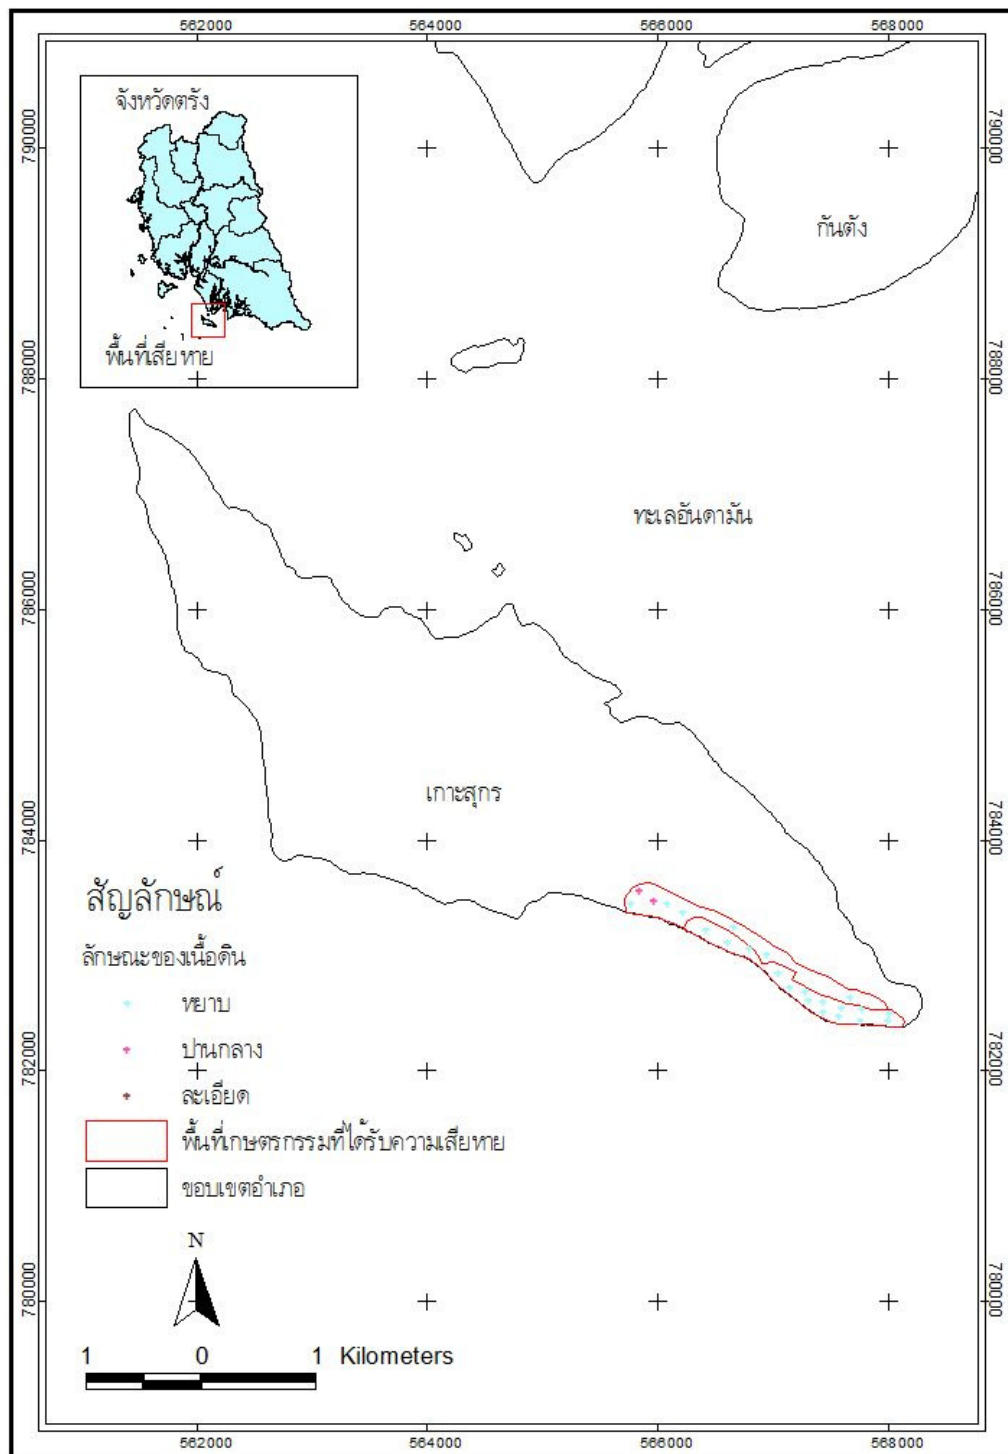 562000 564000 566000 568000
790000 790000
จังหวัดตรัง
กันตัง
พื้นที่เสียหาย
788000 788000
ทะเลอันดามัน
786000 786000
เกาะสุกร
784000 784000
สัญลักษณ์
ลักษณะของเนื้อดิน
หยาบ
ปานกลาง
782000 782000
ละเอียด
พื้นที่เกษตรกรรมที่ได้รับความเสียหาย
ขอบเขตอำเภอ
N
780000 780000
1 0 1 Kilometers
562000 564000 566000 568000